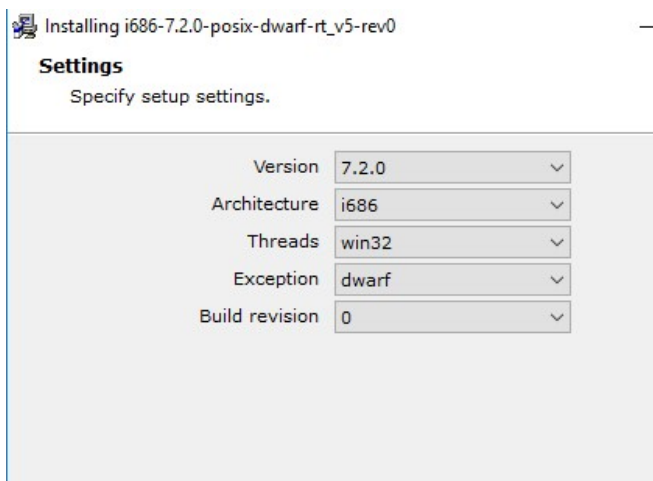 Installing i686-7.2.0-posix-dwarf-rt_v5-rev0
Settings
Specify setup settings.
Version 7.2.0
Architecture i686
Threads win32
Exception dwarf
Build revision 0